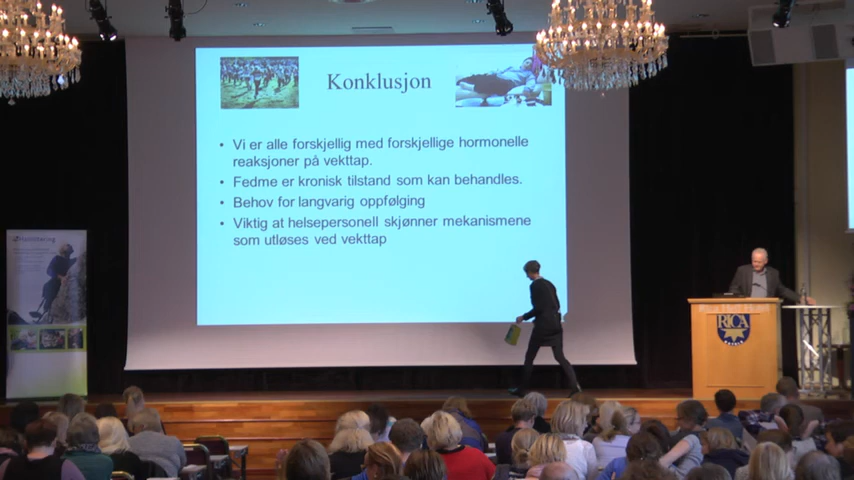 Konklusjon
• Vi er alle forskjellig med forskjellige hormonelle
reaksjoner på vekttap.
• Fedme er kronisk tilstand som kan behandles.
• Behov for langvarig oppfølging
• Viktig at helsepersonell skjønner mekanismene
som utløses ved vekttap
RICA